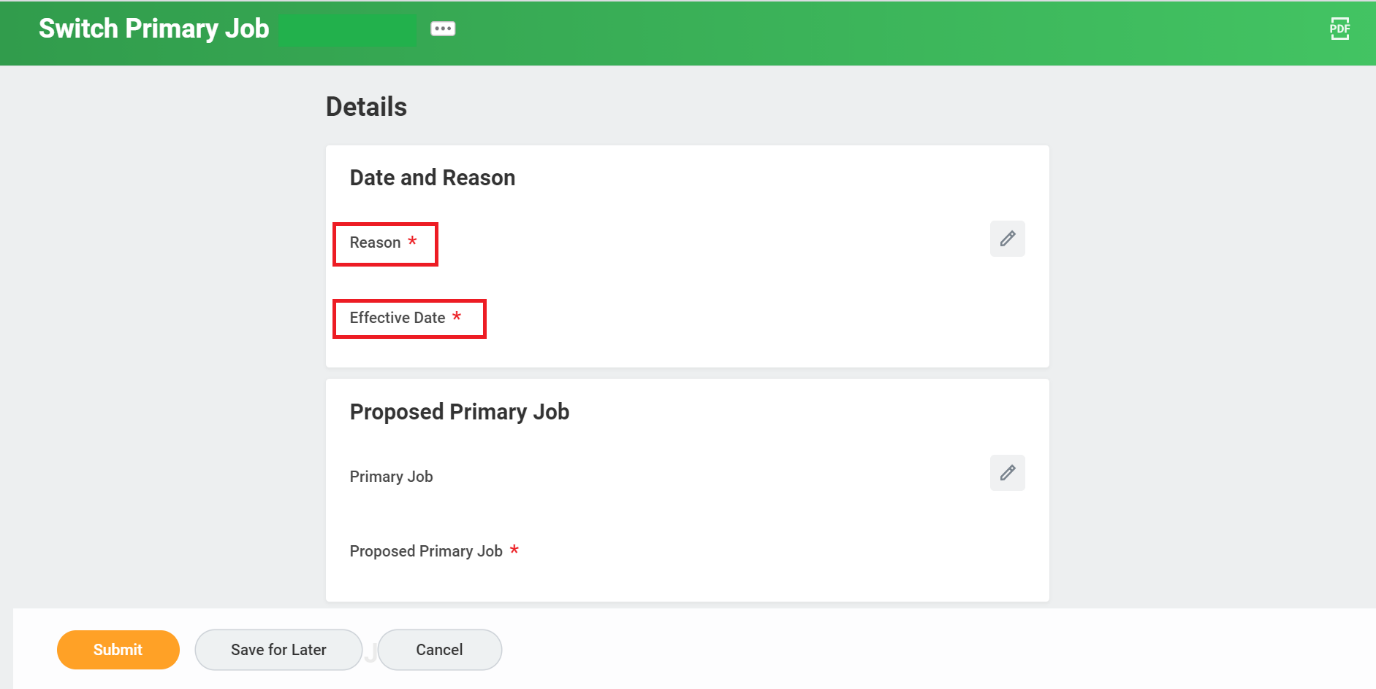 Switch Primary Job
PDF
Details
Date and Reason
Reason *
Effective Date *
Proposed Primary Job
Primary Job
Proposed Primary Job *
Submit
Save for Later
Cancel